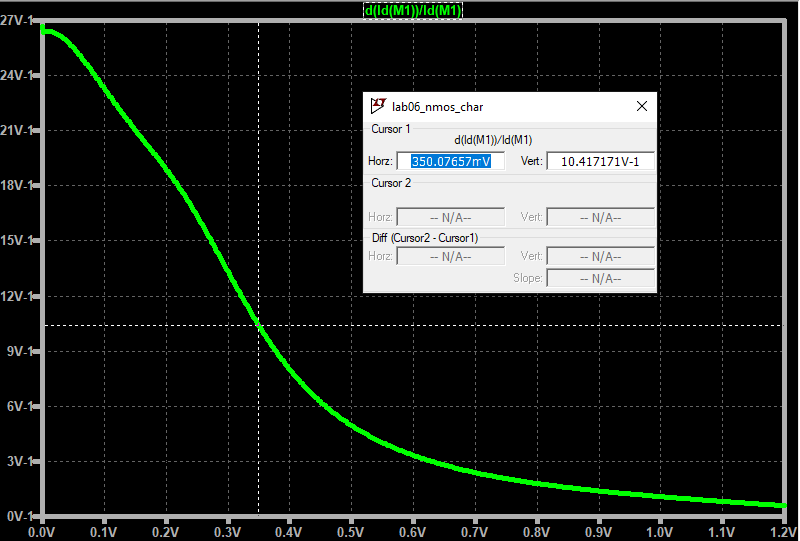 d(Id(M1))/Id(M1)
27V-1
24V-1
21V-1
18V-1
15V-1
12V-1
9V-1
6V-1
3V-1
0V-1
0.0V 0.1V 0.2V 0.3V 0.4V 0.5V 0.6V 0.7V 0.8V 0.9V 1.0V 1.1V 1.2V
lab06_nmos_char
Cursor 1
d(Id(M1))/Id(M1)
Horz: 350.07657mV Vert: 10.417171V-1
Cursor 2
Horz: -- N/A-- Vert: -- N/A--
Diff (Cursor2 - Cursor1)
Horz: -- N/A-- Vert: -- N/A--
Slope: -- N/A--